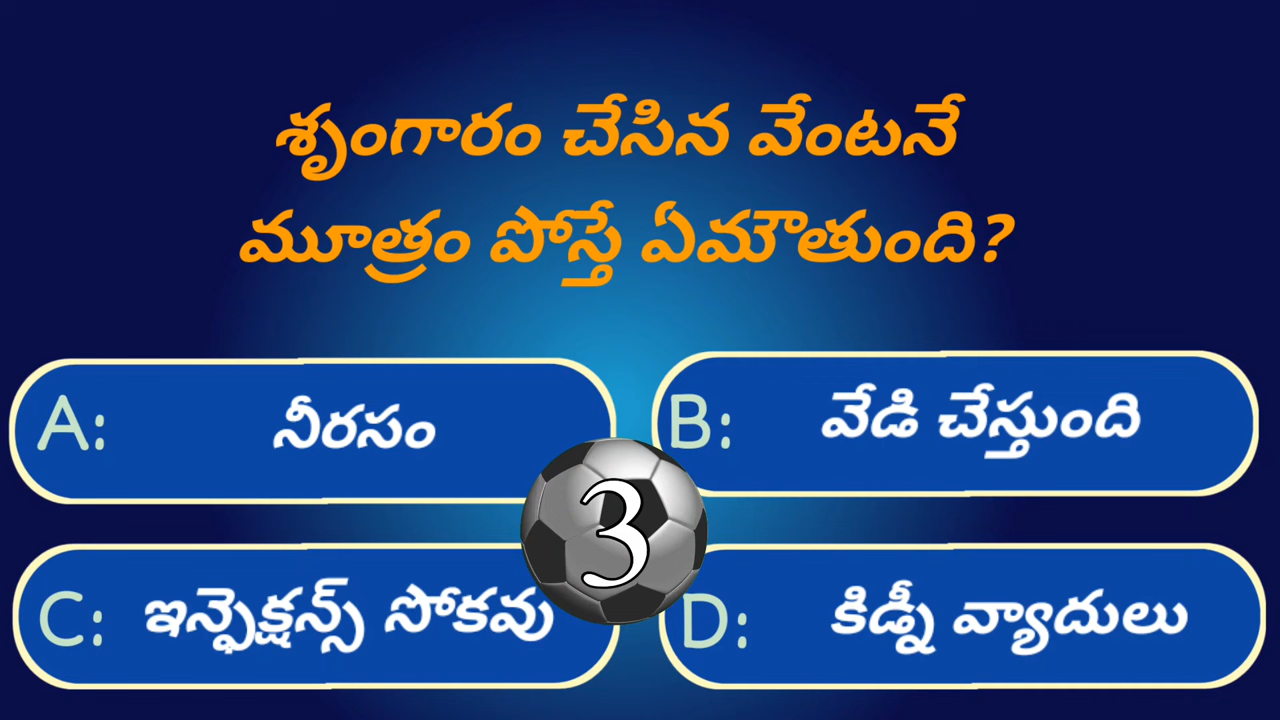 శృంగారం చేసిన వేంటనే
మూత్రం పోస్తే ఏమౌతుంది?
A: నీరసం
B: వేడి చేస్తుంది
3
C: ఇన్ఫెక్షన్స్ సోకవు
D: కిడ్నీ వ్యాదులు